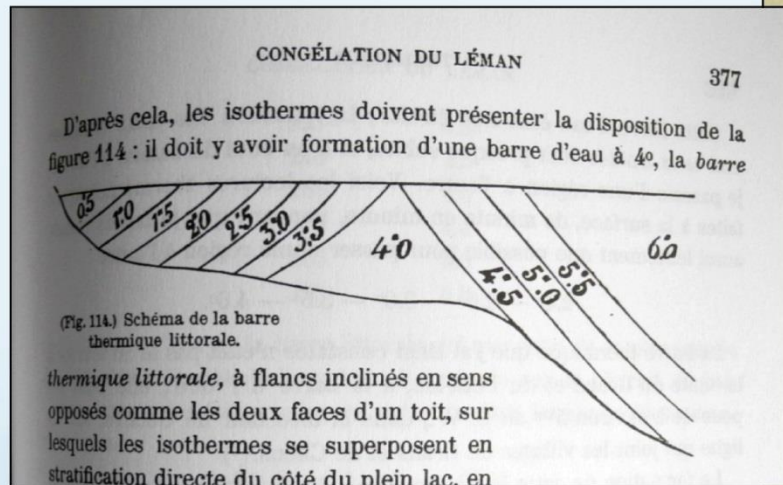 CONGÉLATION DU LÉMAN
377
D'après cela, les isothermes doivent présenter la disposition de la
figure 114 : il doit y avoir formation d'une barre d'eau à 4º, la barre
0.5 1.0 1.5 2.0 2.5 3.0 3.5 4.0 4.5 5.0 5.5 6.0
(Fig. 114.) Schéma de la barre
thermique littorale.
thermique littorale, à flancs inclinés en sens
opposés comme les deux faces d'un toit, sur
lesquels les isothermes se superposent en
stratification directe du côté du plein lac, en